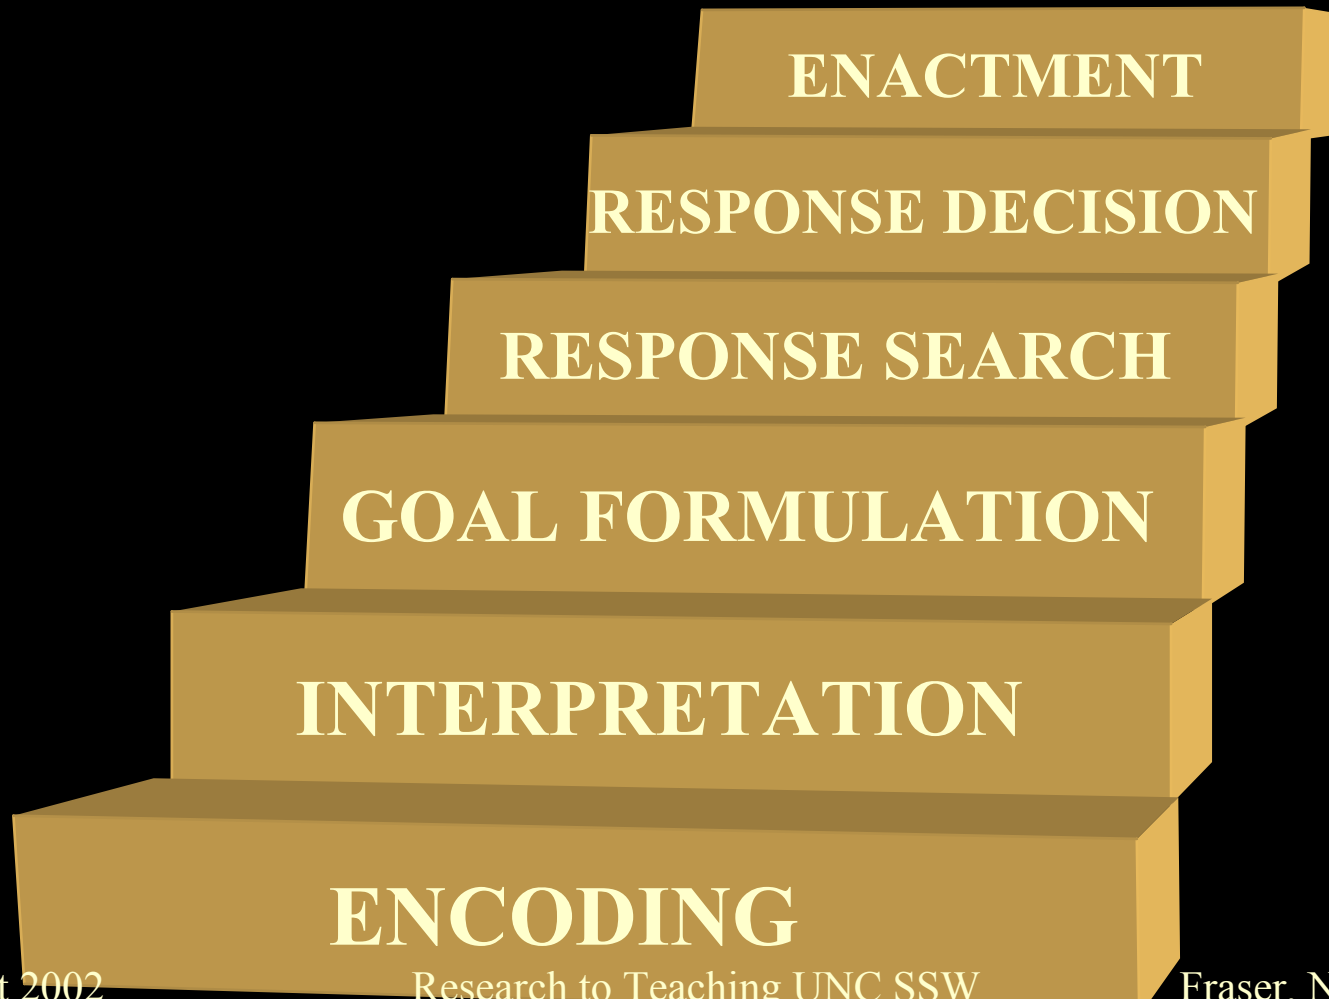 ENACTMENT
RESPONSE DECISION
RESPONSE SEARCH
GOAL FORMULATION
INTERPRETATION
ENCODING
2002 Research to Teaching UNC SSW Fraser,